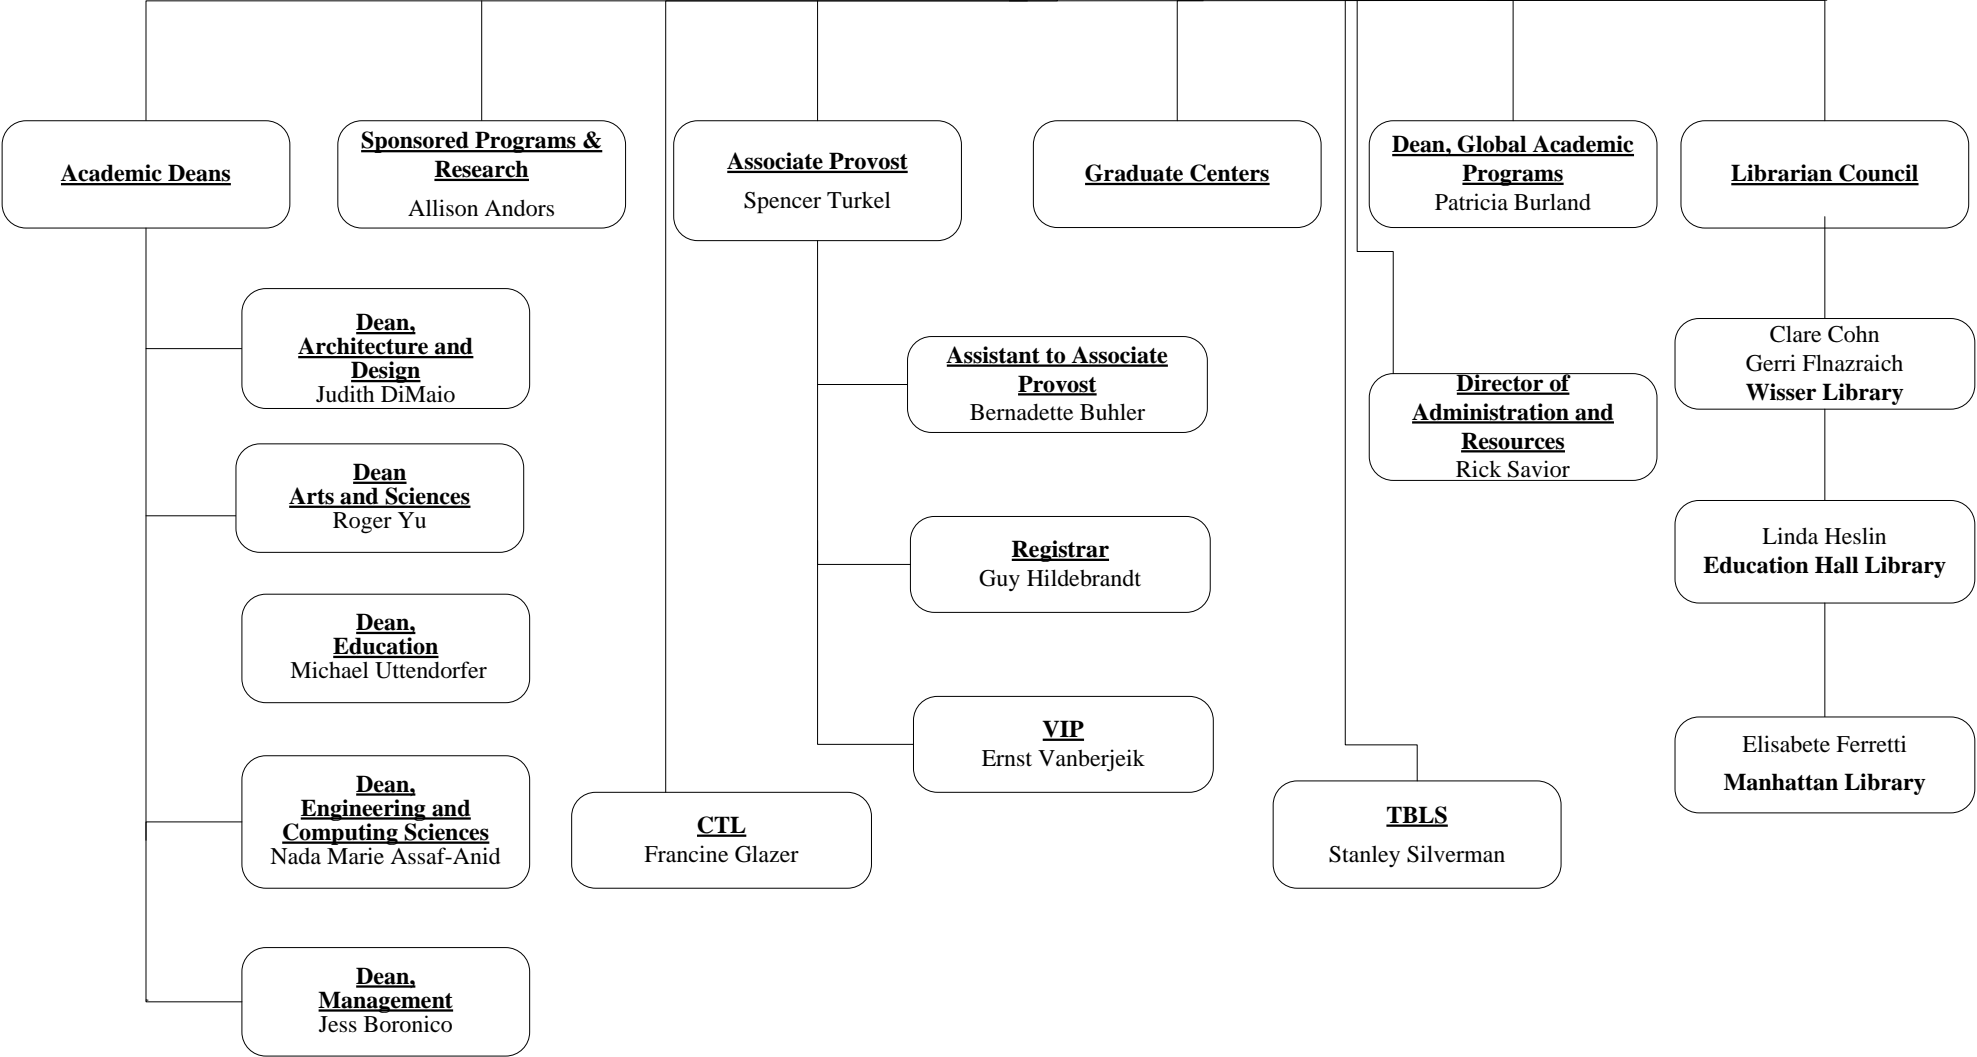 Academic Deans
Sponsored Programs &
Research
Allison Andors
Associate Provost
Spencer Turkel
Graduate Centers
Dean, Global Academic
Programs
Patricia Burland
Librarian Council
Dean,
Architecture and
Design
Judith DiMaio
Dean
Arts and Sciences
Roger Yu
Dean,
Education
Michael Uttendorfer
Dean,
Engineering and
Computing Sciences
Nada Marie Assaf-Anid
Dean,
Management
Jess Boronico
CTL
Francine Glazer
Assistant to Associate
Provost
Bernadette Buhler
Registrar
Guy Hildebrandt
VIP
Ernst Vanberjeik
TBLS
Stanley Silverman
Director of
Administration and
Resources
Rick Savior
Clare Cohn
Gerri Flnazraich
Wisser Library
Linda Heslin
Education Hall Library
Elisabete Ferretti
Manhattan Library